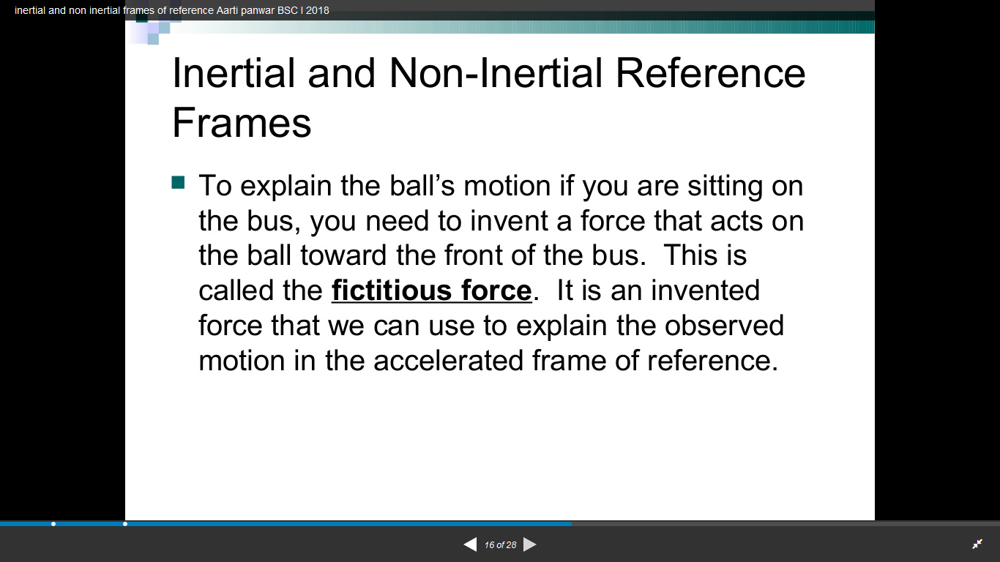 inertial and non inertial frames of reference Aarti panwar BSC I 2018
Inertial and Non-Inertial Reference
Frames
To explain the ball’s motion if you are sitting on
the bus, you need to invent a force that acts on
the ball toward the front of the bus.  This is
called the fictitious force.  It is an invented
force that we can use to explain the observed
motion in the accelerated frame of reference.
16 of 28